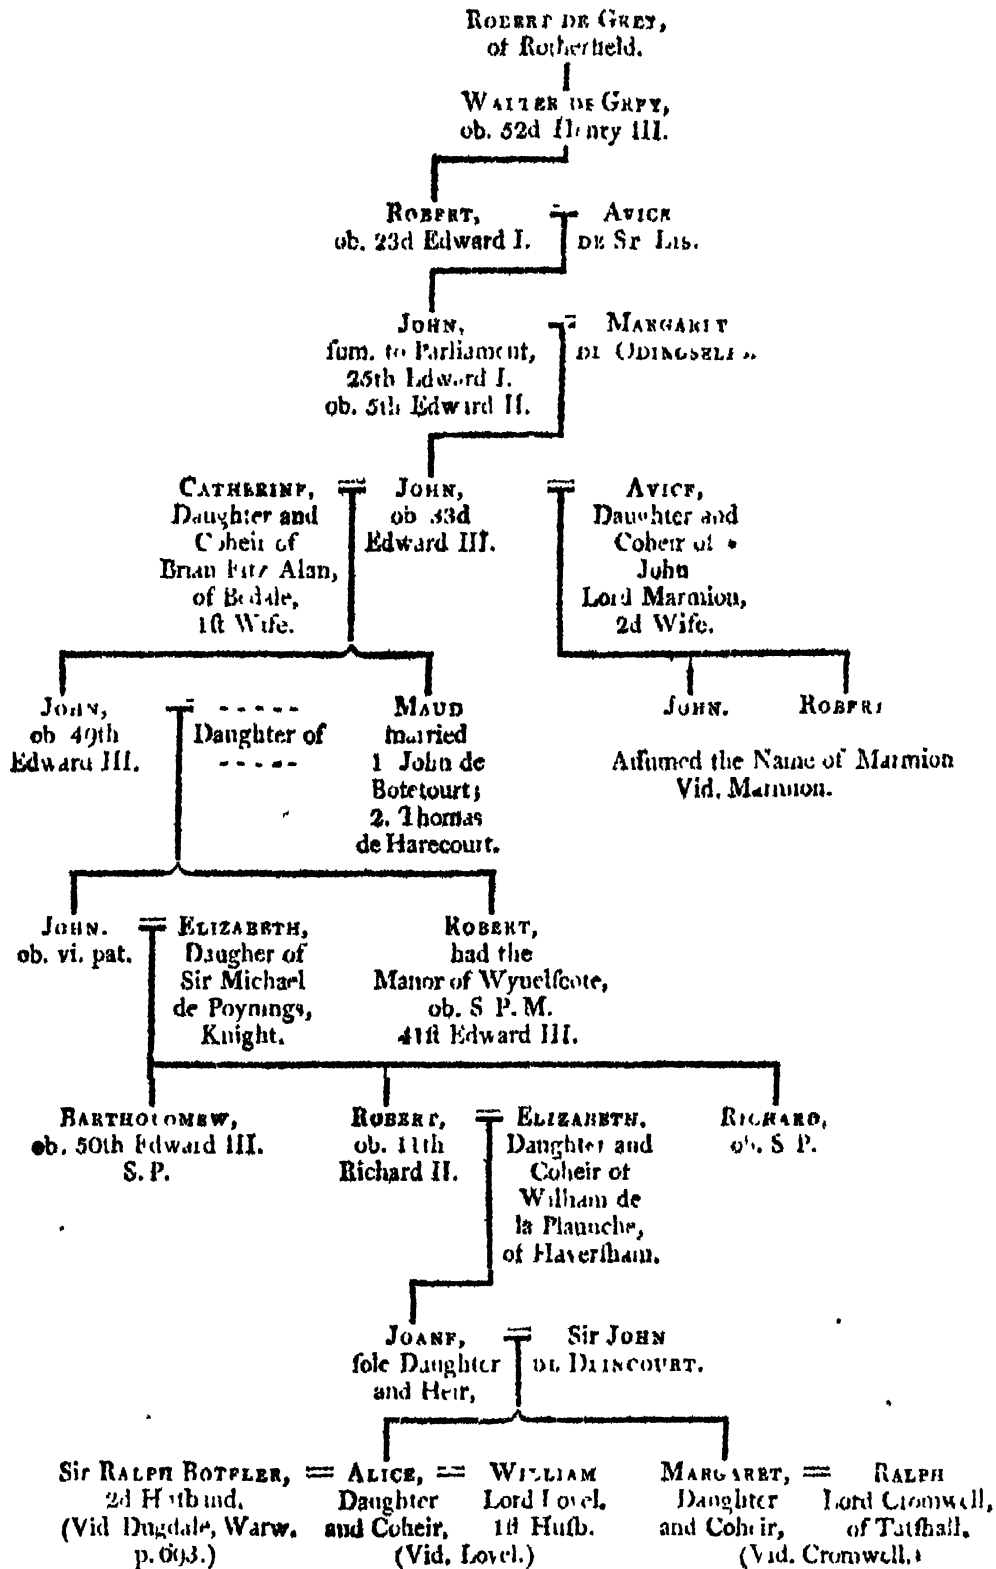 ROBERT DE GREY,
of Rotherfield.
WALTER DE GREY,
ob. 52d Henry III.
ROBERT,
ob. 23d Edward I.
AVICE
DE St Lis.
JOHN,
ſum. to Parliament,
25th Edward I.
ob. 5th Edward II.
MARGARET
DE ODINGSELLS
CATHERINE,
Daughter and
Coheir of
Brian Fitz Alan,
of Bedale,
1ſt Wife.
JOHN,
ob 33d
Edward III.
AVICE,
Daughter and
Coheir of
John
Lord Marmion,
2d Wife.
JOHN,
ob 49th
Edward III.
- - - - -
Daughter of
- - - - -
MAUD
married
1 John de
Botetourt;
2. Thomas
de Harecourt.
JOHN.
ROBERT
Aſſumed the Name of Marmion
Vid. Marmion.
JOHN.
ob. vi. pat.
ELIZABETH,
Daugher of
Sir Michael
de Poynings,
Knight.
ROBERT,
had the
Manor of Wyuelſcote,
ob. S P. M.
41ſt Edward III.
BARTHOLOMEW,
ob. 50th Edward III.
S. P.
ROBERT,
ob. 11th
Richard II.
ELIZABETH.
Daughter and
Coheir of
William de
la Plaunche,
of Haverſham.
RICHARD,
ob. S P.
JOANE,
ſole Daughter
and Heir,
Sir JOHN
DE DEINCOURT.
Sir RALPH BOTELER,
2d Huſband.
(Vid Dugdale, Warw.
p. 693.)
ALICE,
Daughter
and Coheir,
WILLIAM
Lord Lovel.
1ſt Huſb.
(Vid. Lovel.)
MARGARET,
Daughter
and Coheir,
RALPH
Lord Cromwell,
of Tatſhall.
(Vid. Cromwell.)